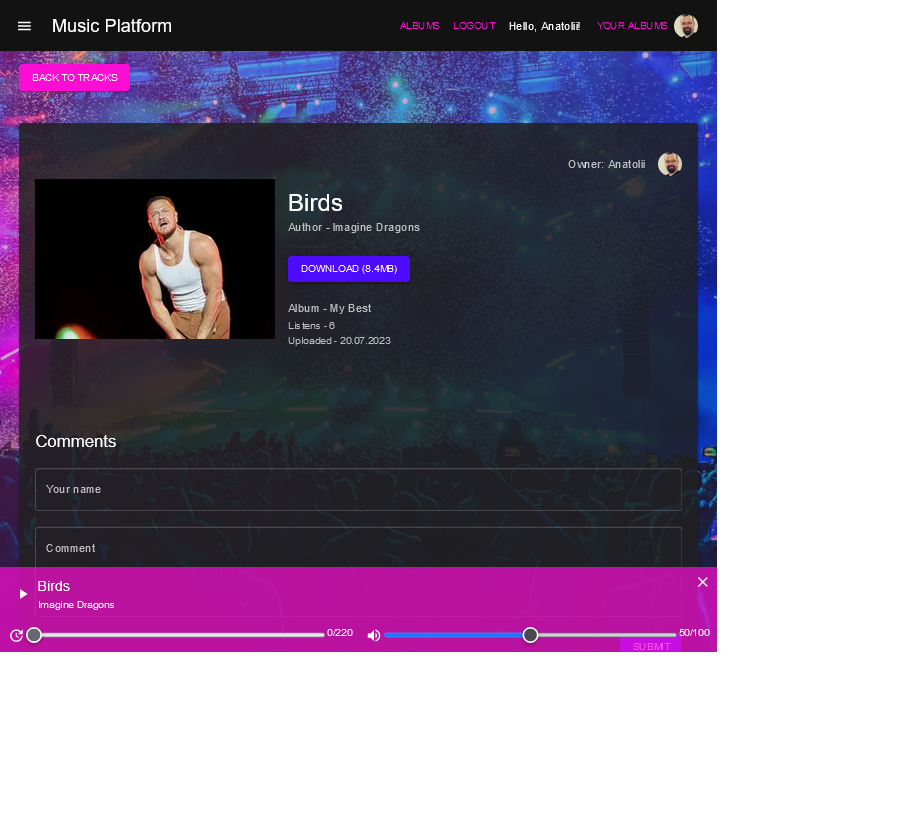 Music Platform
ALBUMS
LOGOUT
Hello, Anatolii!
YOUR ALBUMS
BACK TO TRACKS
Owner: Anatolii
Birds
Author - Imagine Dragons
DOWNLOAD (8.4MB)
Album - My Best
Listens - 6
Uploaded - 20.07.2023
Comments
Your name
Comment
Birds
Imagine Dragons
0/220
50/100
SUBMIT